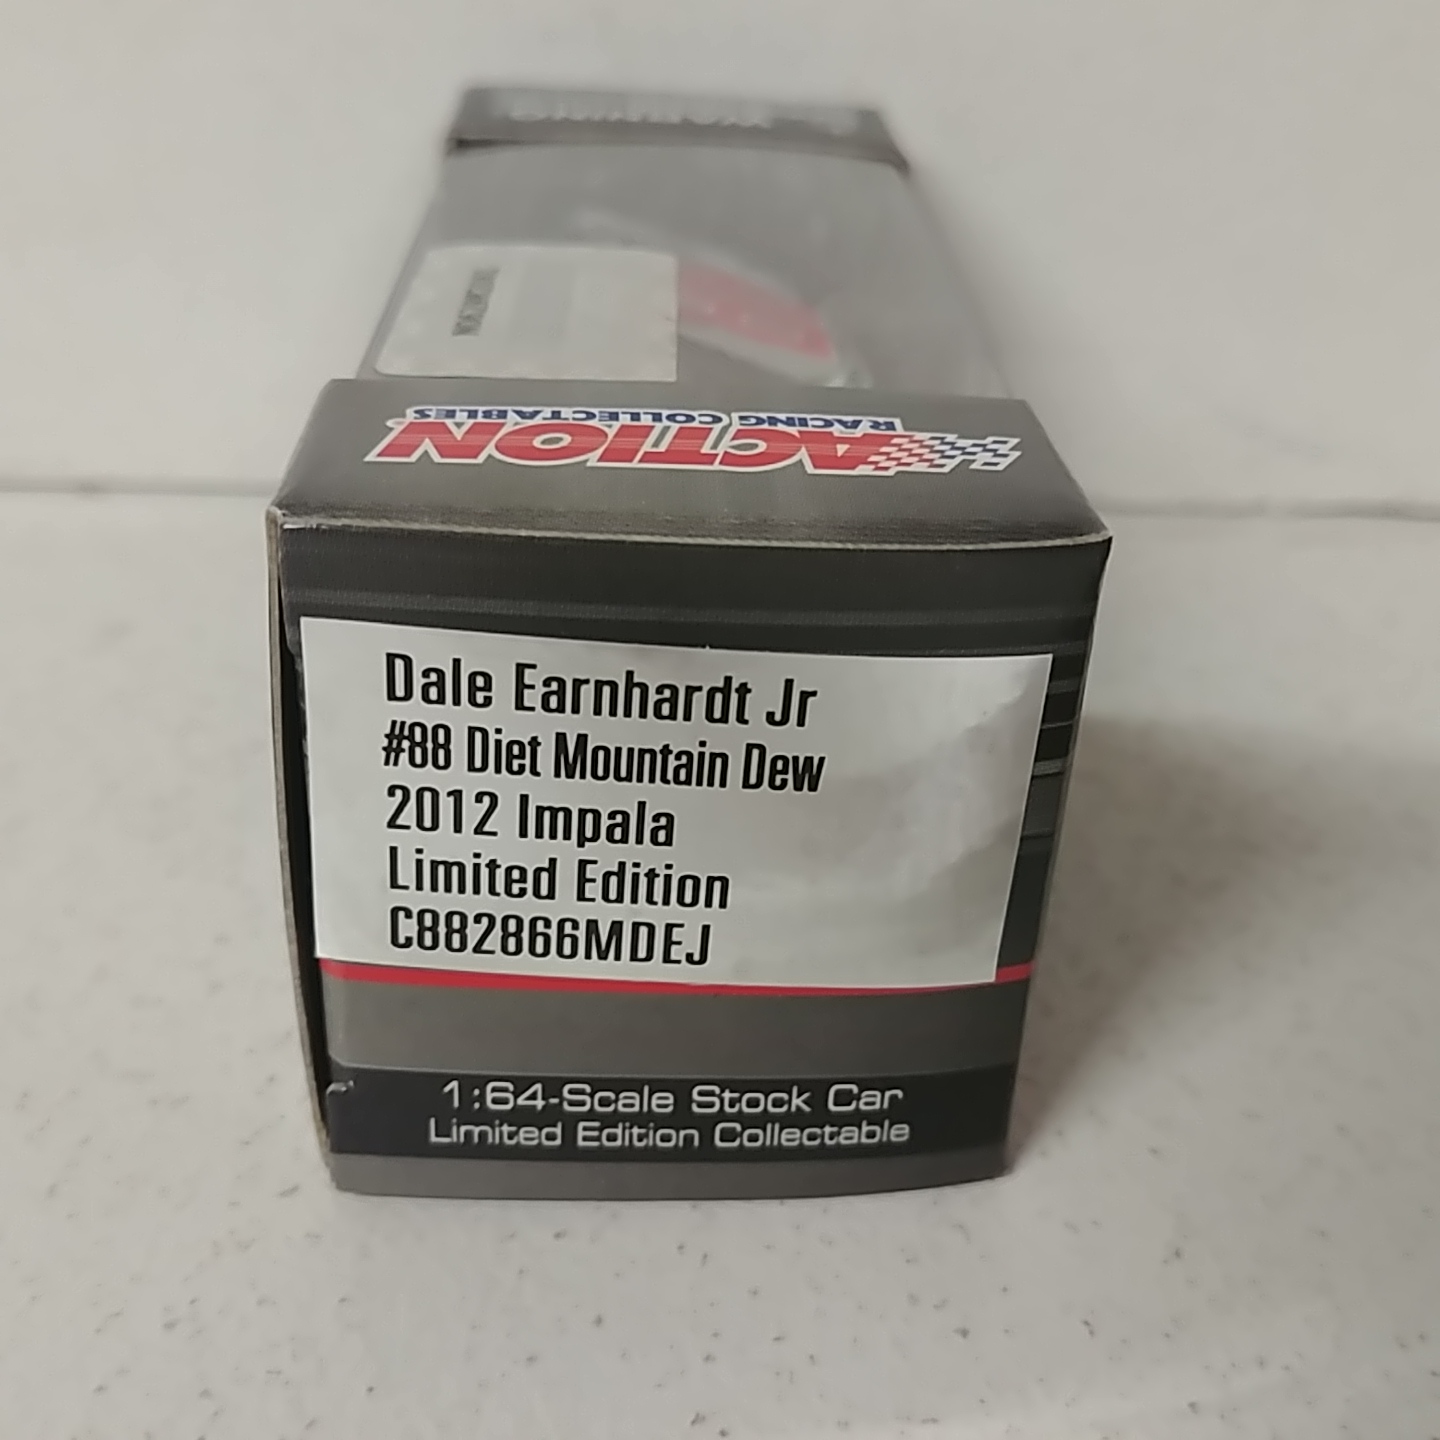 WARNING
ACTION
RACING COLLECTABLES
Dale Earnhardt Jr
#88 Diet Mountain Dew
2012 Impala
Limited Edition
C882866MDEJ
1:64-Scale Stock Car
Limited Edition Collectable